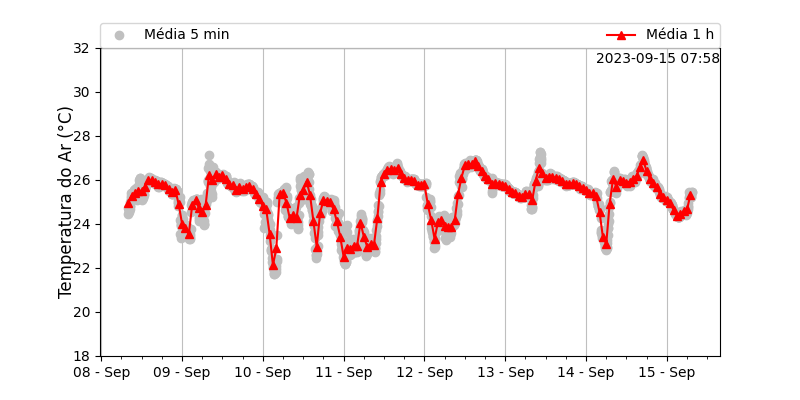 Média 5 min
Média 1 h
2023-09-15 07:58
Temperatura do Ar (°C)
32
30
28
26
24
22
20
18
08 - Sep
09 - Sep
10 - Sep
11 - Sep
12 - Sep
13 - Sep
14 - Sep
15 - Sep